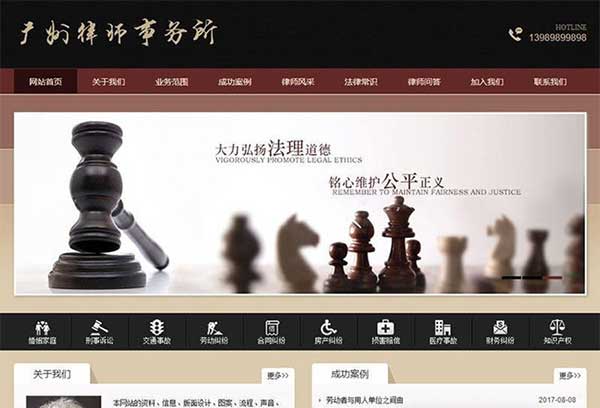 广州律师事务所
HOTLINE
13989898898
网站首页 关于我们 业务范围 成功案例 律师风采 法律常识 律师问答 加入我们 联系我们
大力弘扬法理道德
VIGOROUSLY PROMOTE LEGAL ETHICS
铭心维护公平正义
REMEMBER TO MAINTAIN FAIRNESS AND JUSTICE
婚姻家庭 刑事诉讼 交通事故 劳动纠纷 合同纠纷 房产纠纷 损害赔偿 医疗事故 财务纠纷 知识产权
关于我们 更多>>
成功案例 更多>>
本网站的资料、信息、版面设计、图案、流程、声音、
劳动者与用人单位之间由 2017-08-08